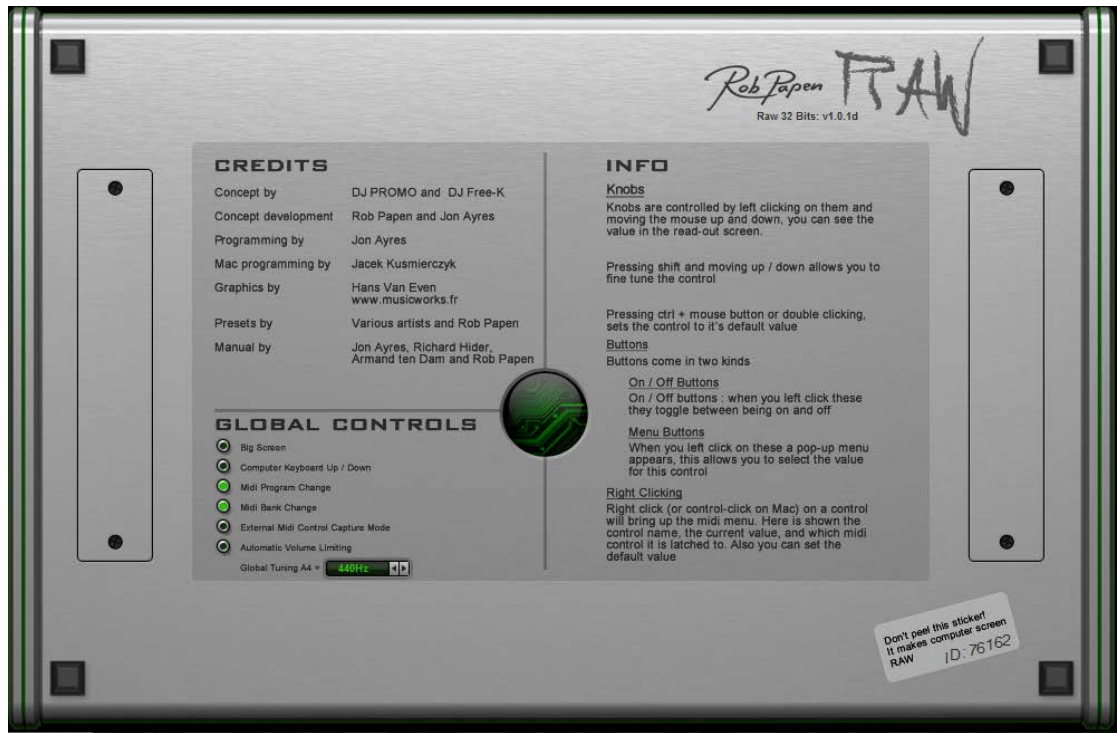 Rob Papen RAW
Raw 32 Bits: v1.0.1d
CREDITS
Concept by DJ PROMO and DJ Free-K
Concept development Rob Papen and Jon Ayres
Programming by Jon Ayres
Mac programming by Jacek Kusmierczyk
Graphics by Hans Van Even
www.musicworks.fr
Presets by Various artists and Rob Papen
Manual by Jon Ayres, Richard Hider,
Armand ten Dam and Rob Papen
GLOBAL CONTROLS
Big Screen
Computer Keyboard Up / Down
Midi Program Change
Midi Bank Change
External Midi Control Capture Mode
Automatic Volume Limiting
Global Tuning A4 = 440Hz
INFO
Knobs
Knobs are controlled by left clicking on them and
moving the mouse up and down, you can see the
value in the read-out screen.
Pressing shift and moving up / down allows you to
fine tune the control
Pressing ctrl + mouse button or double clicking,
sets the control to it's default value
Buttons
Buttons come in two kinds
On / Off Buttons
On / Off buttons : when you left click these
they toggle between being on and off
Menu Buttons
When you left click on these a pop-up menu
appears, this allows you to select the value
for this control
Right Clicking
Right click (or control-click on Mac) on a control
will bring up the midi menu. Here is shown the
control name, the current value, and which midi
control it is latched to. Also you can set the
default value
Don't peel this sticker!
It makes computer screen
RAW ID:76162